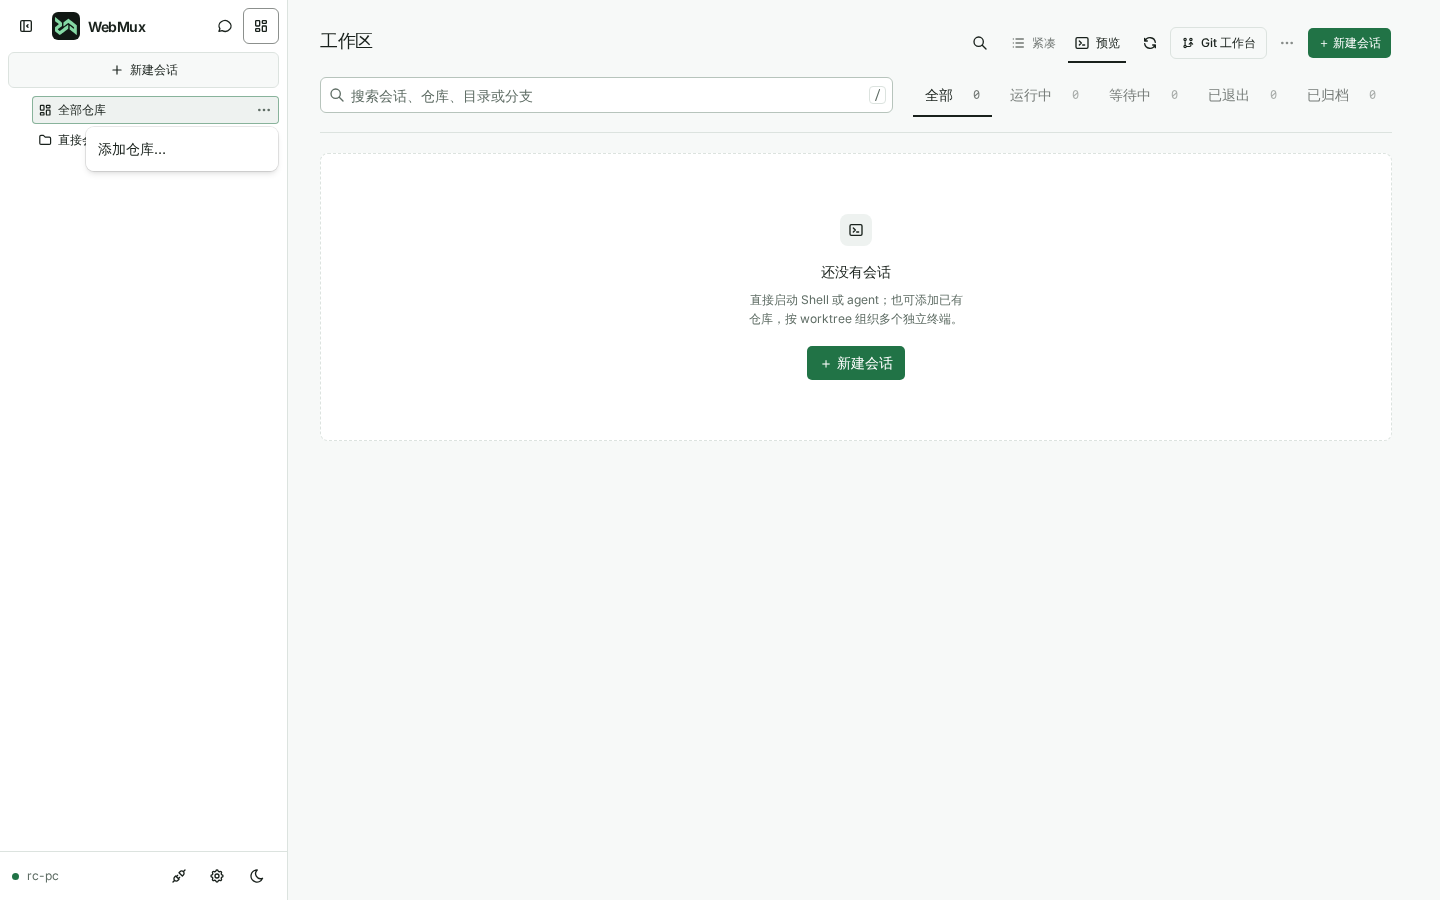 WebMux
新建会话
全部仓库
直接
添加仓库...
rc-pc
工作区
紧凑
预览
Git 工作台
+ 新建会话
搜索会话、仓库、目录或分支
/
全部 0
运行中 0
等待中 0
已退出 0
已归档 0
还没有会话
直接启动 Shell 或 agent；也可添加已有
仓库，按 worktree 组织多个独立终端。
+ 新建会话